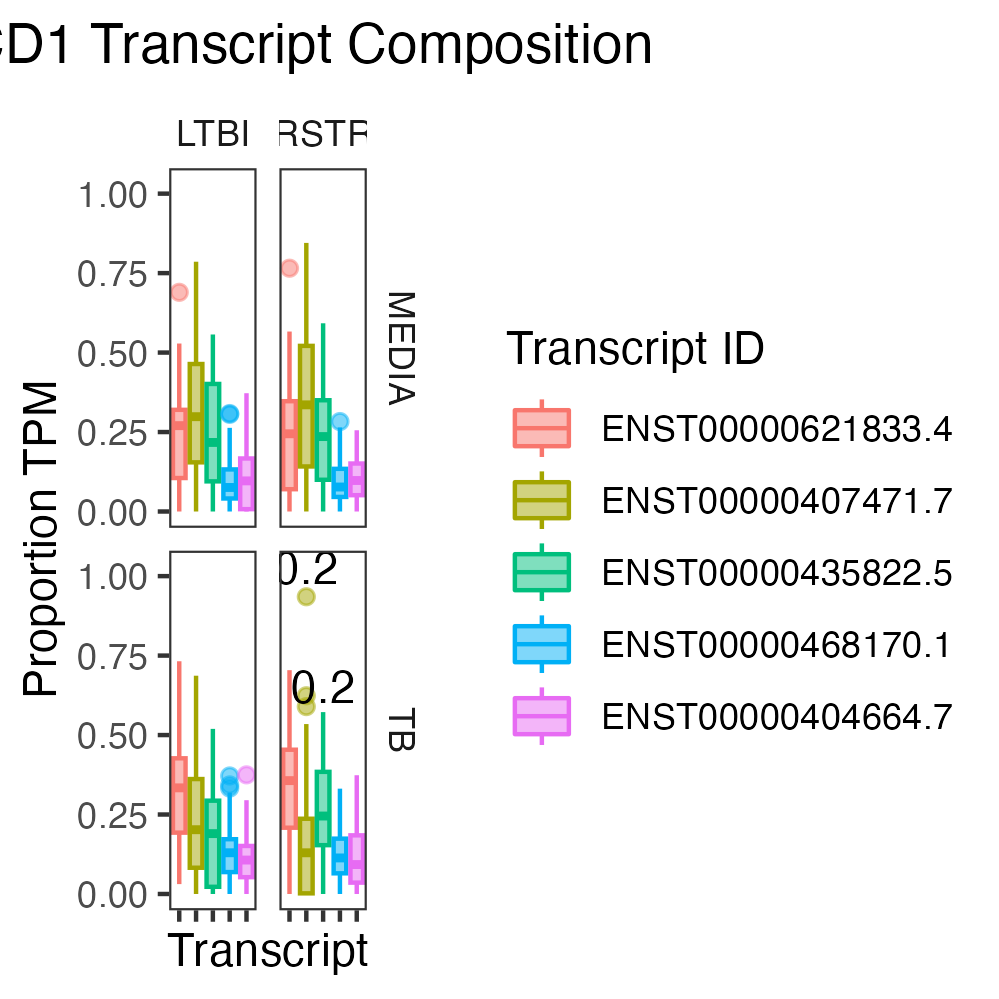 CD1 Transcript Composition
LTBI
RSTR
1.00
0.75
0.50
0.25
0.00
MEDIA
1.00
0.75
0.50
0.25
0.00
0.2
0.2
TB
Proportion TPM
Transcript
Transcript ID
ENST00000621833.4
ENST00000407471.7
ENST00000435822.5
ENST00000468170.1
ENST00000404664.7